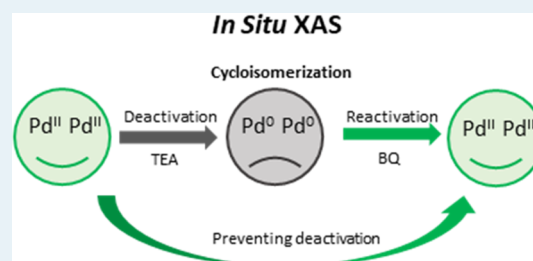 In Situ XAS
Cycloisomerization
Pd^II Pd^II
Deactivation
TEA
Pd^0 Pd^0
Reactivation
BQ
Pd^II Pd^II
Preventing deactivation